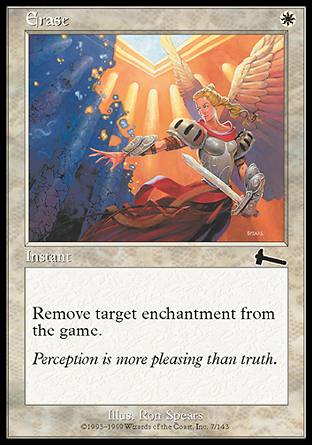 Erase
SPEARS
Instant
Remove target enchantment from
the game.
Perception is more pleasing than truth.
Illus. Ron Spears
©1993-1999 Wizards of the Coast, Inc. 7/143